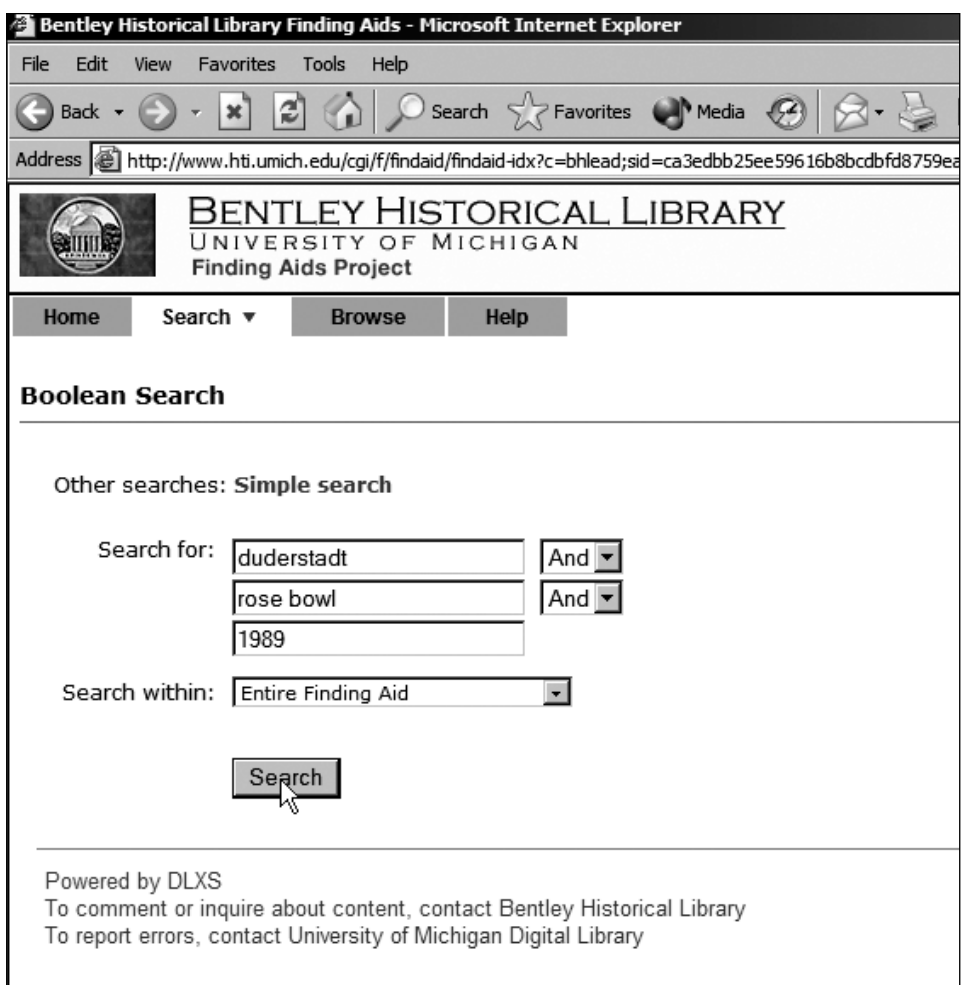 Bentley Historical Library Finding Aids - Microsoft Internet Explorer
File Edit View Favorites Tools Help
Back Search Favorites Media
Address http://www.hti.umich.edu/cgi/f/findaid/findaid-idx?c=bhlead;sid=ca3edbb25ee59616b8bcdbfd8759ea
BENTLEY HISTORICAL LIBRARY
UNIVERSITY OF MICHIGAN
Finding Aids Project
Home Search Browse Help
Boolean Search
Other searches: Simple search
Search for: duderstadt And
rose bowl And
1989
Search within: Entire Finding Aid
Search
Powered by DLXS
To comment or inquire about content, contact Bentley Historical Library
To report errors, contact University of Michigan Digital Library